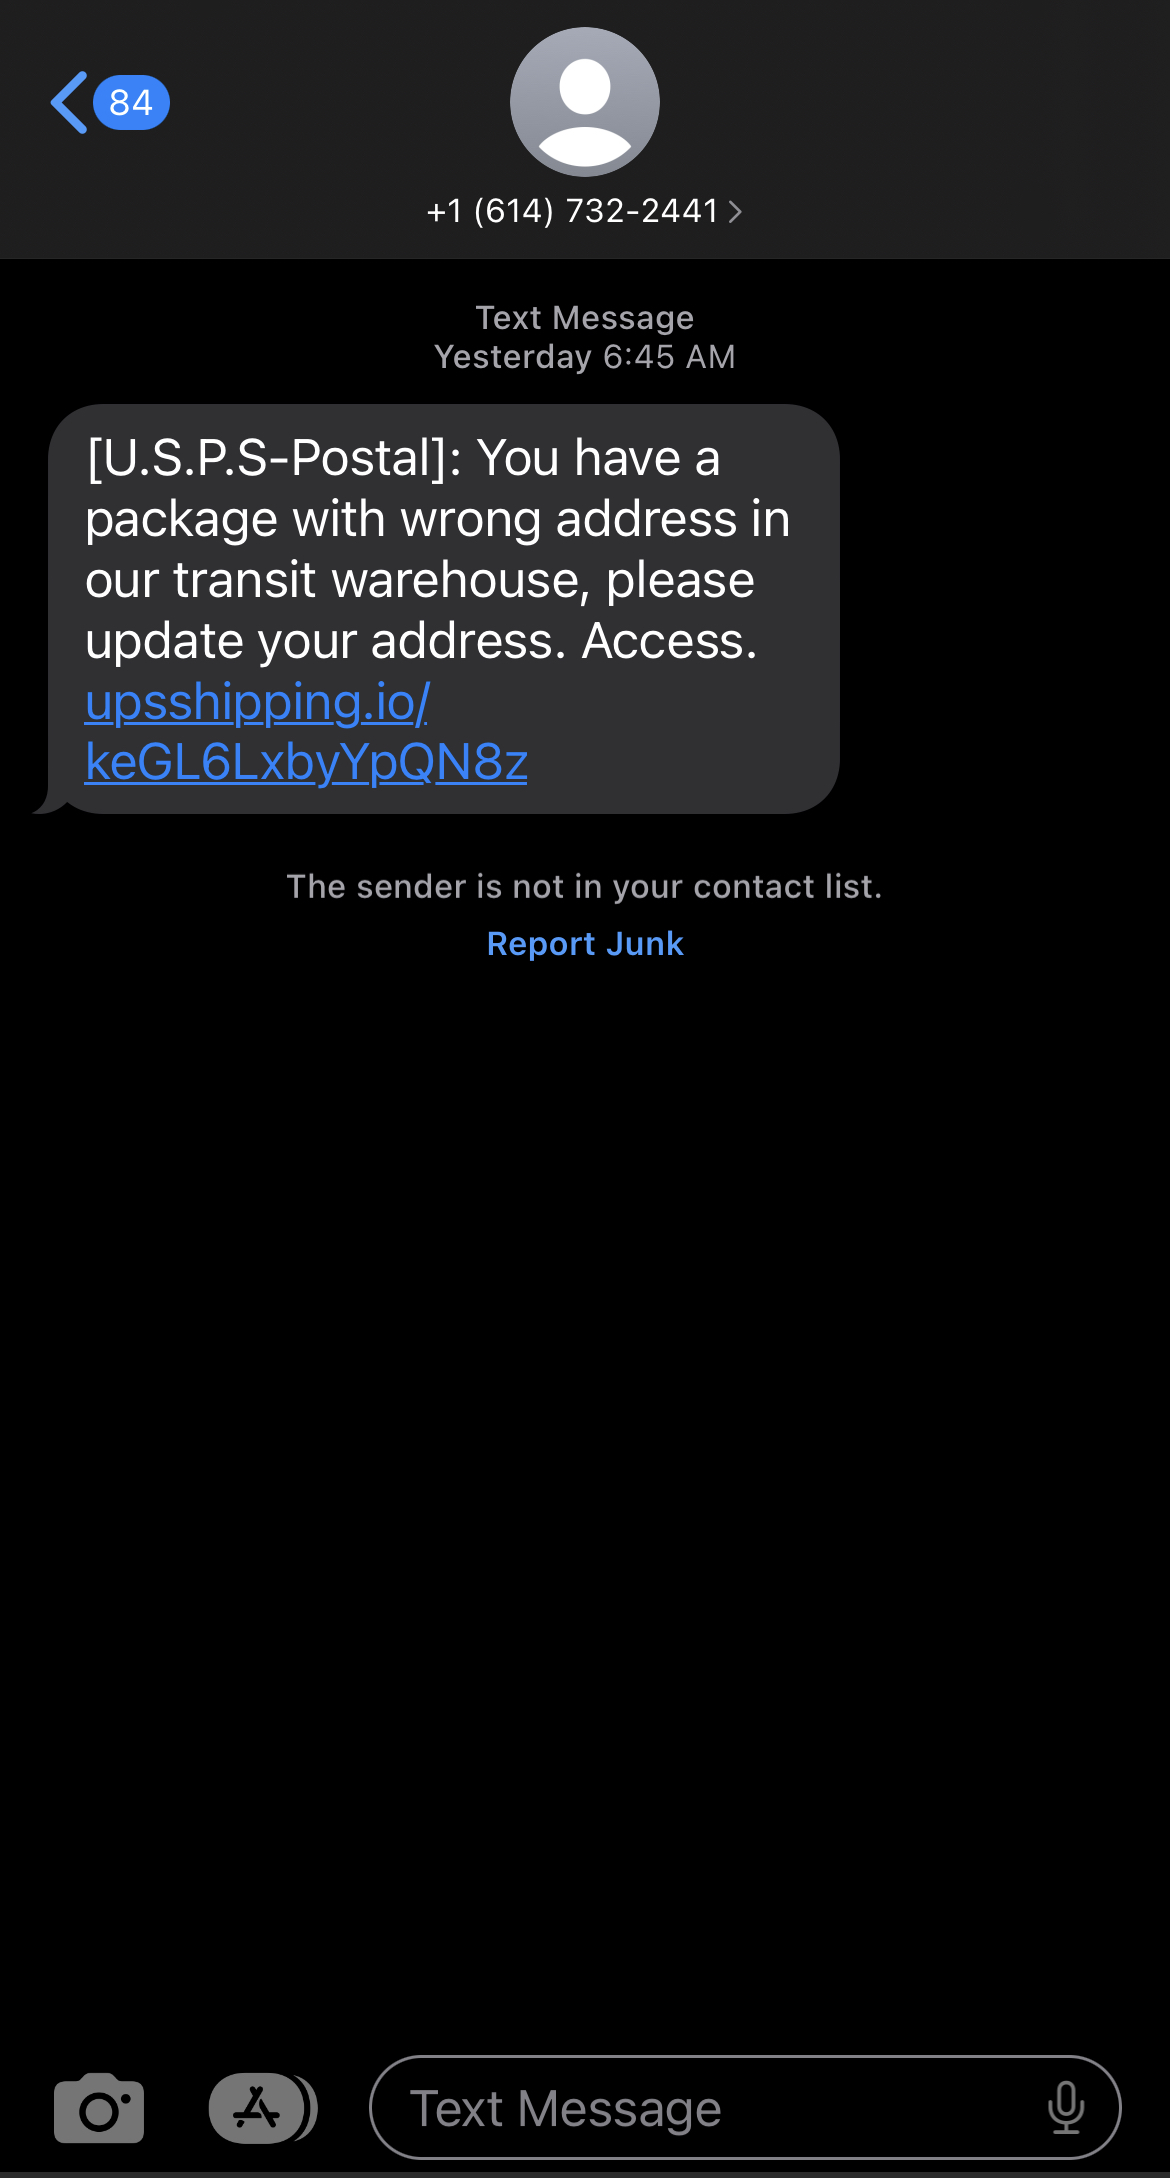 84
+1 (614) 732-2441
Text Message
Yesterday 6:45 AM
[U.S.P.S-Postal]: You have a
package with wrong address in
our transit warehouse, please
update your address. Access.
upsshipping.io/
keGL6LxbyYpQN8z
The sender is not in your contact list.
Report Junk
Text Message